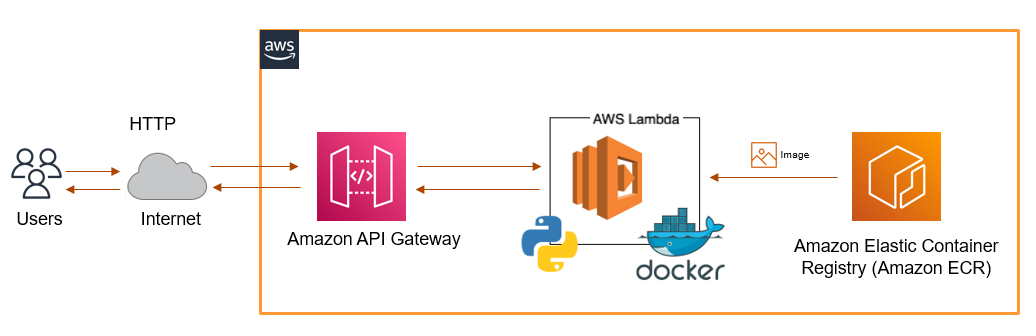 aws
HTTP
AWS Lambda
Image
</>
Users
Internet
Amazon API Gateway
docker
Amazon Elastic Container
Registry (Amazon ECR)